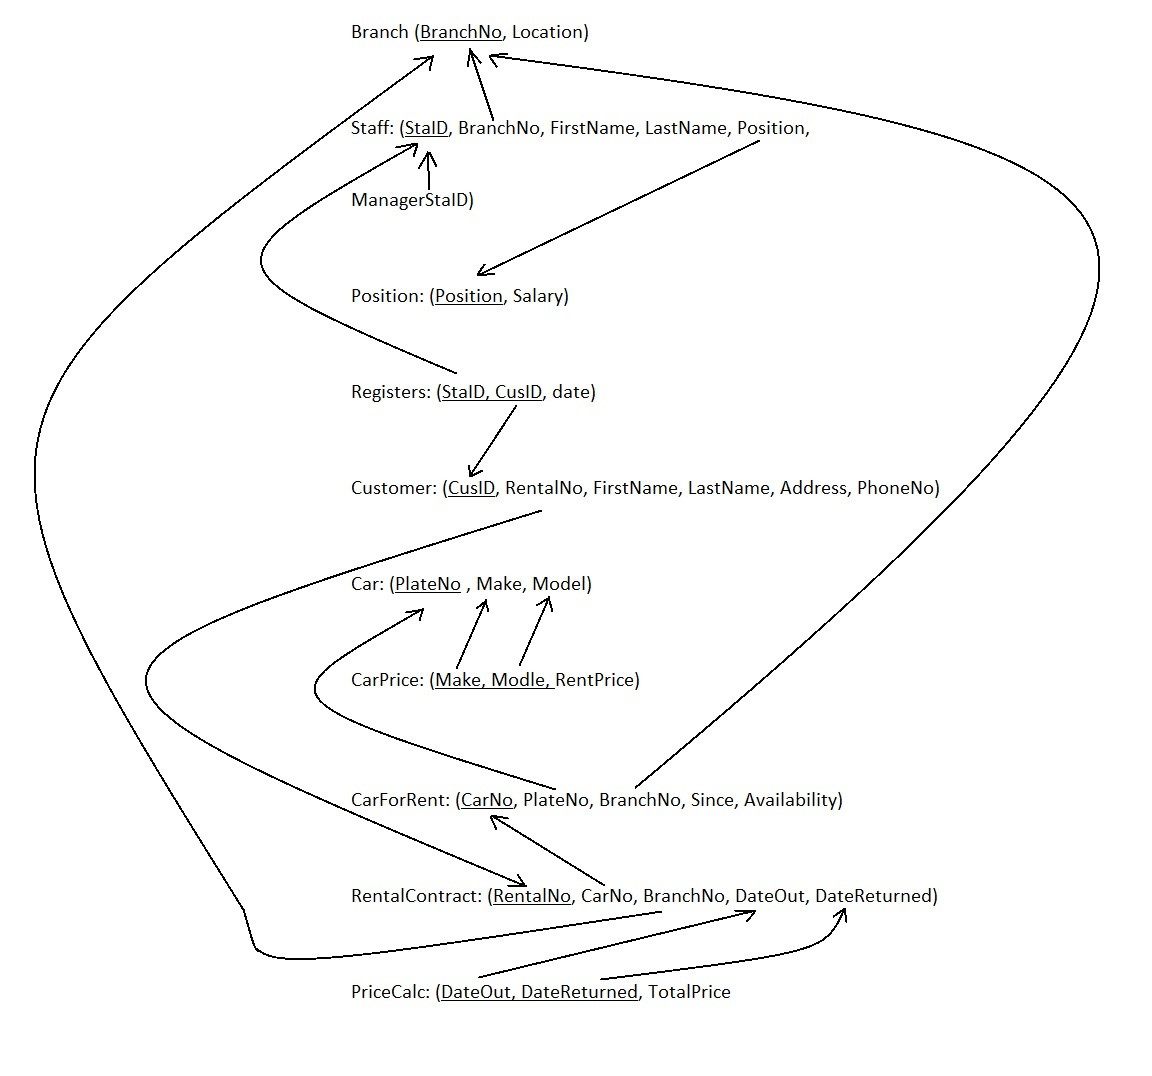 Branch (BranchNo, Location)
Staff: (StaID, BranchNo, FirstName, LastName, Position,
ManagerStaID)
Position: (Position, Salary)
Registers: (StaID, CusID, date)
Customer: (CusID, RentalNo, FirstName, LastName, Address, PhoneNo)
Car: (PlateNo , Make, Model)
CarPrice: (Make, Modle, RentPrice)
CarForRent: (CarNo, PlateNo, BranchNo, Since, Availability)
RentalContract: (RentalNo, CarNo, BranchNo, DateOut, DateReturned)
PriceCalc: (DateOut, DateReturned, TotalPrice